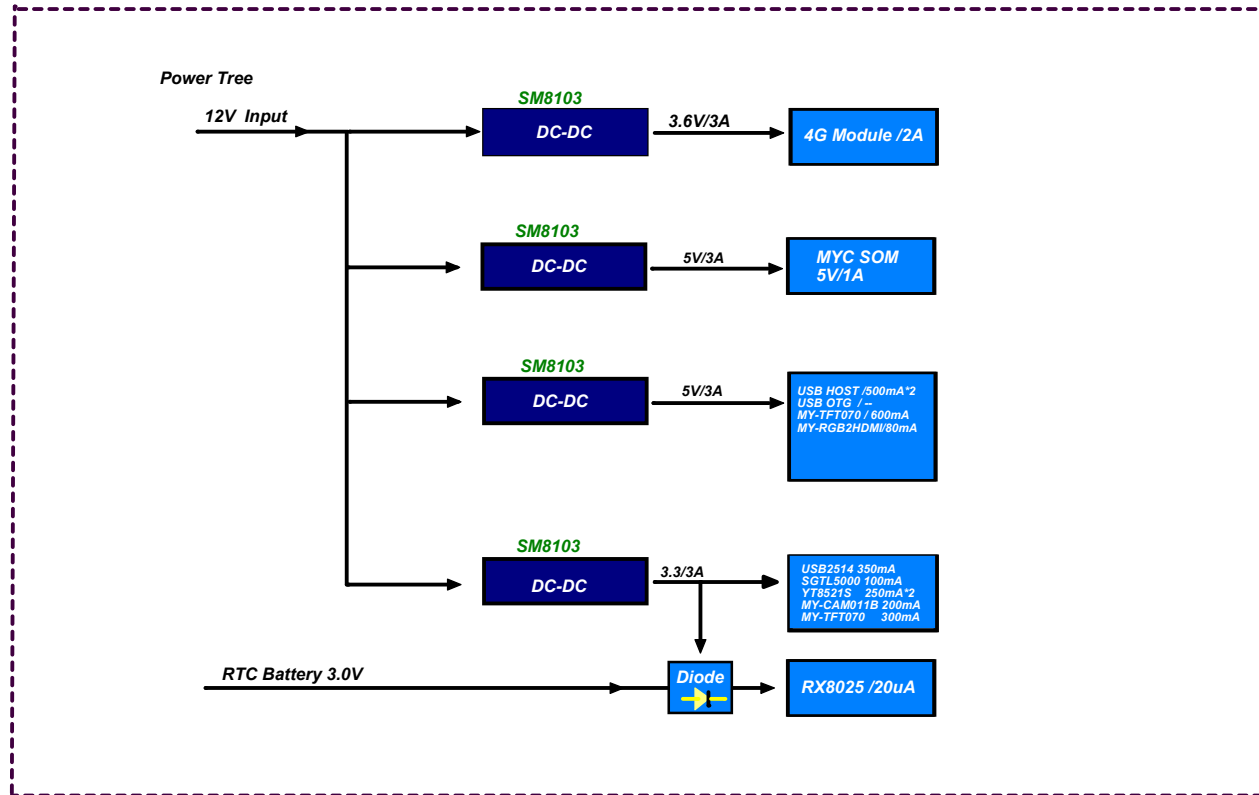 Power Tree
12V Input
SM8103
DC-DC
3.6V/3A
4G Module /2A
SM8103
DC-DC
5V/3A
MYC SOM
5V/1A
SM8103
DC-DC
5V/3A
USB HOST /500mA*2
USB OTG / --
MY-TFT070 / 600mA
MY-RGB2HDMI/80mA
SM8103
DC-DC
3.3/3A
USB2514 350mA
SGTL5000 100mA
YT8521S 250mA*2
MY-CAM011B 200mA
MY-TFT070 300mA
RTC Battery 3.0V
Diode
RX8025 /20uA